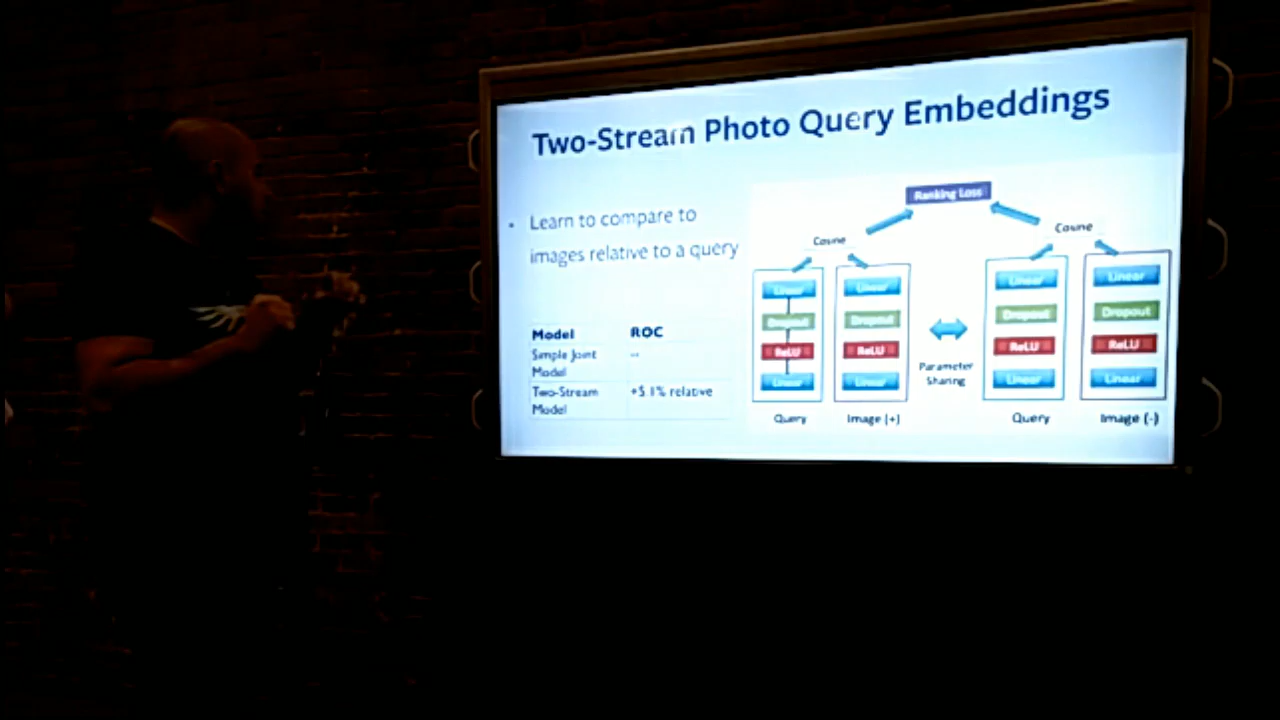 Two-Stream Photo Query Embeddings
• Learn to compare to
images relative to a query
Model ROC
Simple Joint --
Model
Two-Stream +5.1% relative
Model
Ranking Loss
Cosine Cosine
Linear Linear Linear Linear
Dropout Dropout Dropout Dropout
ReLU ReLU ReLU ReLU
Linear Linear Linear Linear
Parameter
Sharing
Query Image (+) Query Image (-)